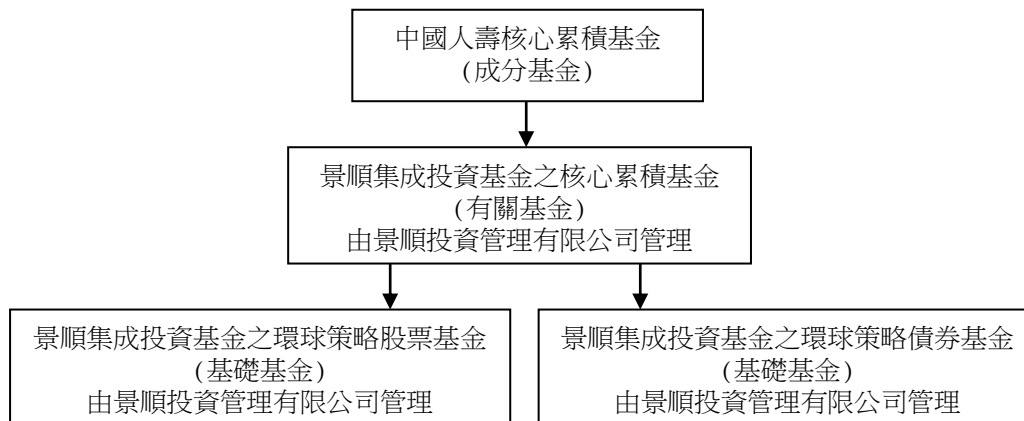 中國人壽核心累積基金
(成分基金)
景順集成投資基金之核心累積基金
(有關基金)
由景順投資管理有限公司管理
景順集成投資基金之環球策略股票基金
(基礎基金)
由景順投資管理有限公司管理
景順集成投資基金之環球策略債券基金
(基礎基金)
由景順投資管理有限公司管理